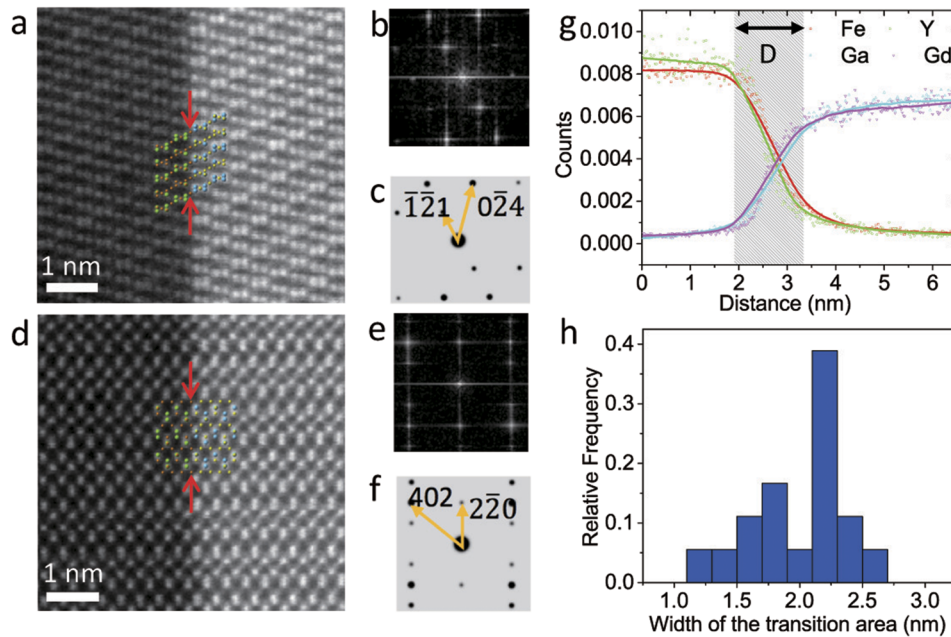 a
1 nm
b
c
1̅2̅1
02̅4
d
1 nm
e
f
402
22̅0
g
0.010
0.008
0.006
0.004
0.002
0.000
Counts
D
Fe Y
Ga Gd
0 1 2 3 4 5 6
Distance (nm)
h
0.4
0.3
0.1
0.0
Relative Frequency
1.0 1.5 2.0 2.5 3.0
Width of the transition area (nm)